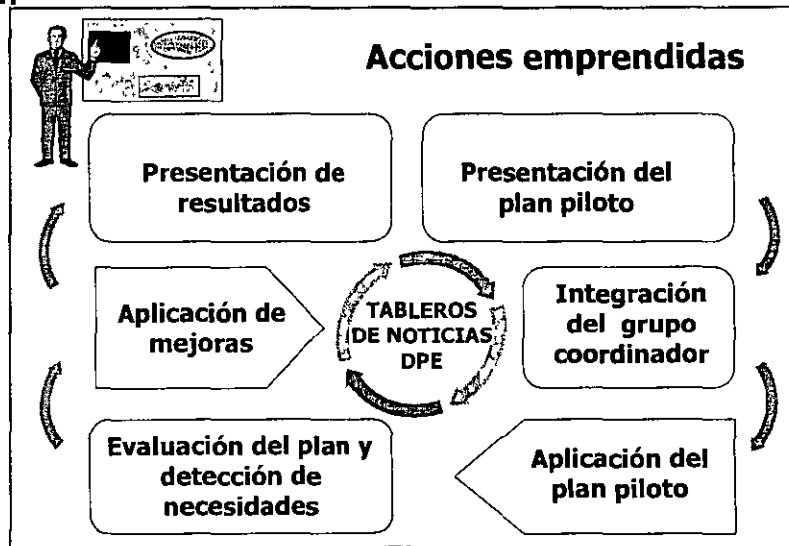 Acciones emprendidas
Presentación de
resultados
Presentación del
plan piloto
Aplicación de
mejoras
TABLEROS
DE NOTICIAS
DPE
Integración
del grupo
coordinador
Evaluación del plan y
detección de
necesidades
Aplicación del
plan piloto